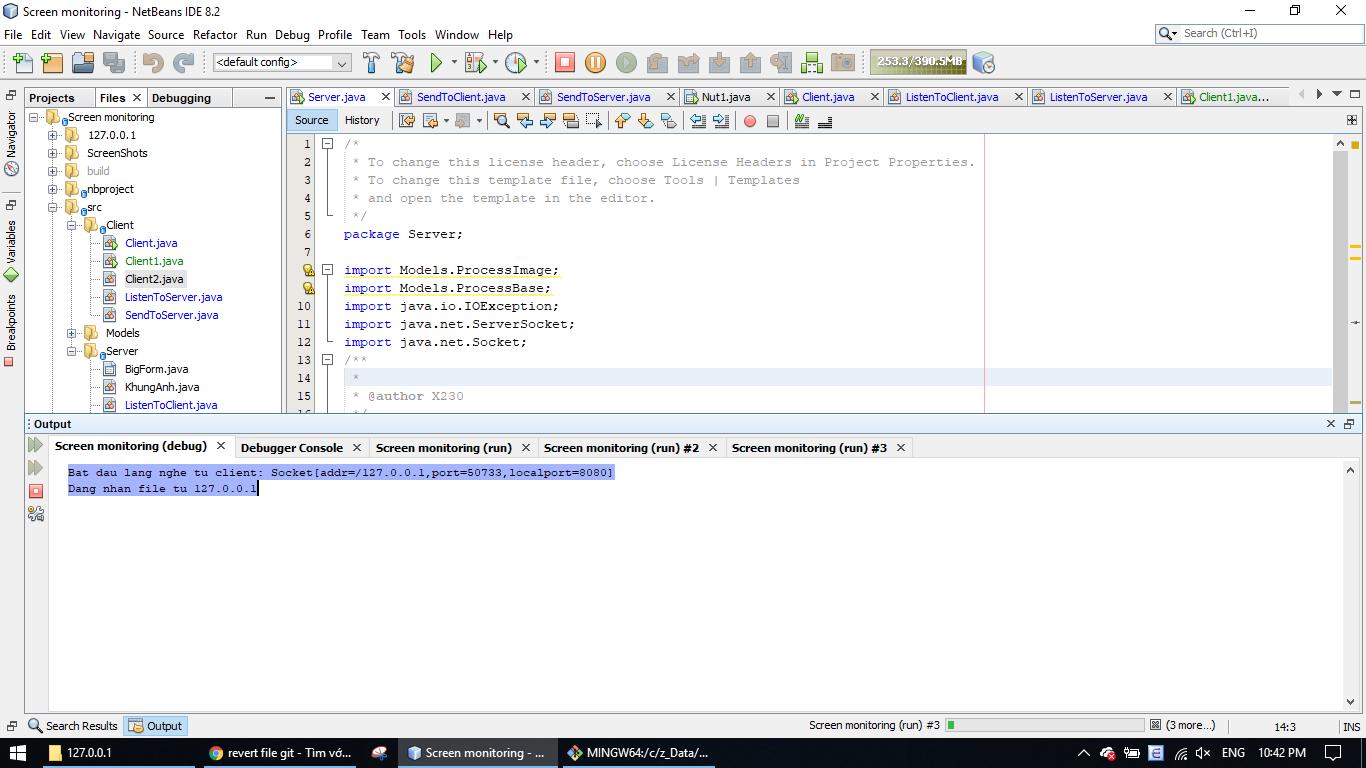 Screen monitoring - NetBeans IDE 8.2
File Edit View Navigate Source Refactor Run Debug Profile Team Tools Window Help
Search (Ctrl+I)
<default config>
253.3/390.5MB
Projects Files Debugging
Server.java SendToClient.java SendToServer.java Nut1.java Client.java ListenToClient.java ListenToServer.java Client1.java...
Source History
Navigator
Variables
Breakpoints
Screen monitoring
127.0.0.1
ScreenShots
build
nbproject
src
Client
Client.java
Client1.java
Client2.java
ListenToServer.java
SendToServer.java
Models
Server
BigForm.java
KhungAnh.java
ListenToClient.java
1 /*
2 * To change this license header, choose License Headers in Project Properties.
3 * To change this template file, choose Tools | Templates
4 * and open the template in the editor.
5 */
6 package Server;
7
import Models.ProcessImage;
import Models.ProcessBase;
10 import java.io.IOException;
11 import java.net.ServerSocket;
12 import java.net.Socket;
13 /**
14 *
15 * @author X230
16 */
Output
Screen monitoring (debug) Debugger Console Screen monitoring (run) Screen monitoring (run) #2 Screen monitoring (run) #3
Bat dau lang nghe tu client: Socket[addr=/127.0.0.1,port=50733,localport=8080]
Dang nhan file tu 127.0.0.1
Search Results Output
Screen monitoring (run) #3 (3 more...) 14:3 INS
127.0.0.1 revert file git - Tìm vớ... Screen monitoring - ... MINGW64:/c/z_Data/... ENG 10:42 PM